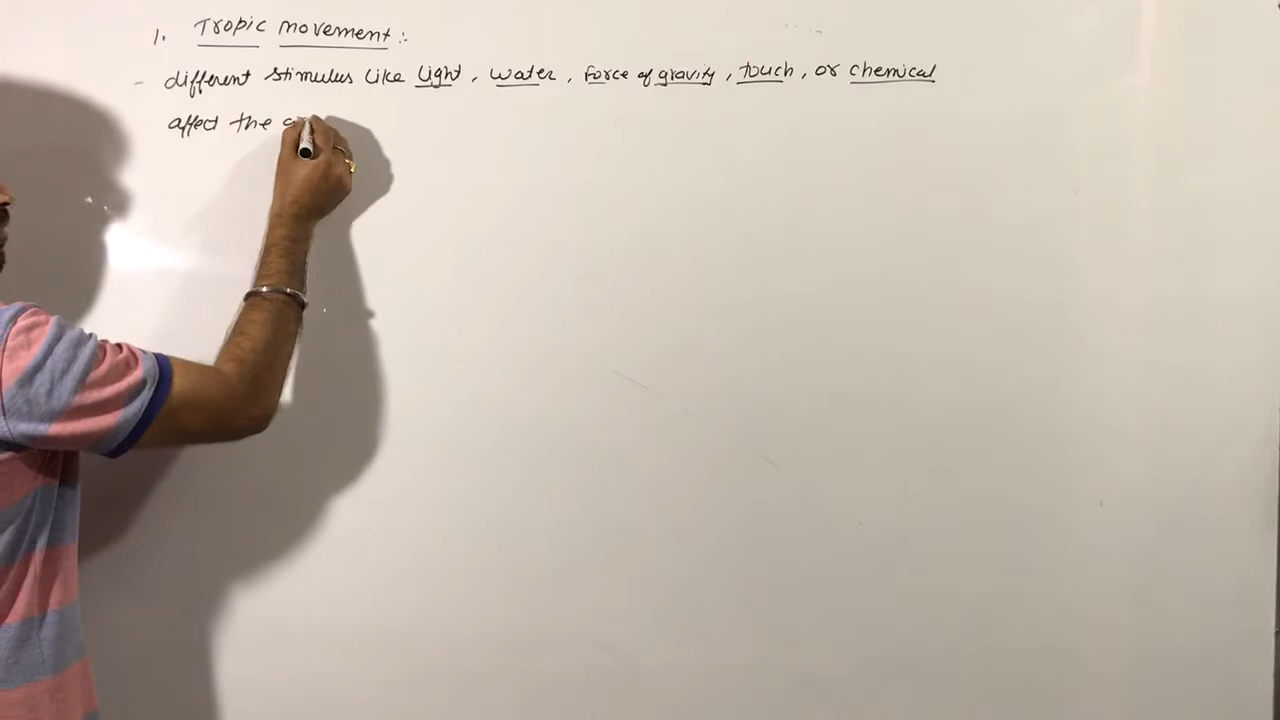 1. Tropic movement :
- different stimulus like light, water, force of gravity, touch, or chemical
affect the